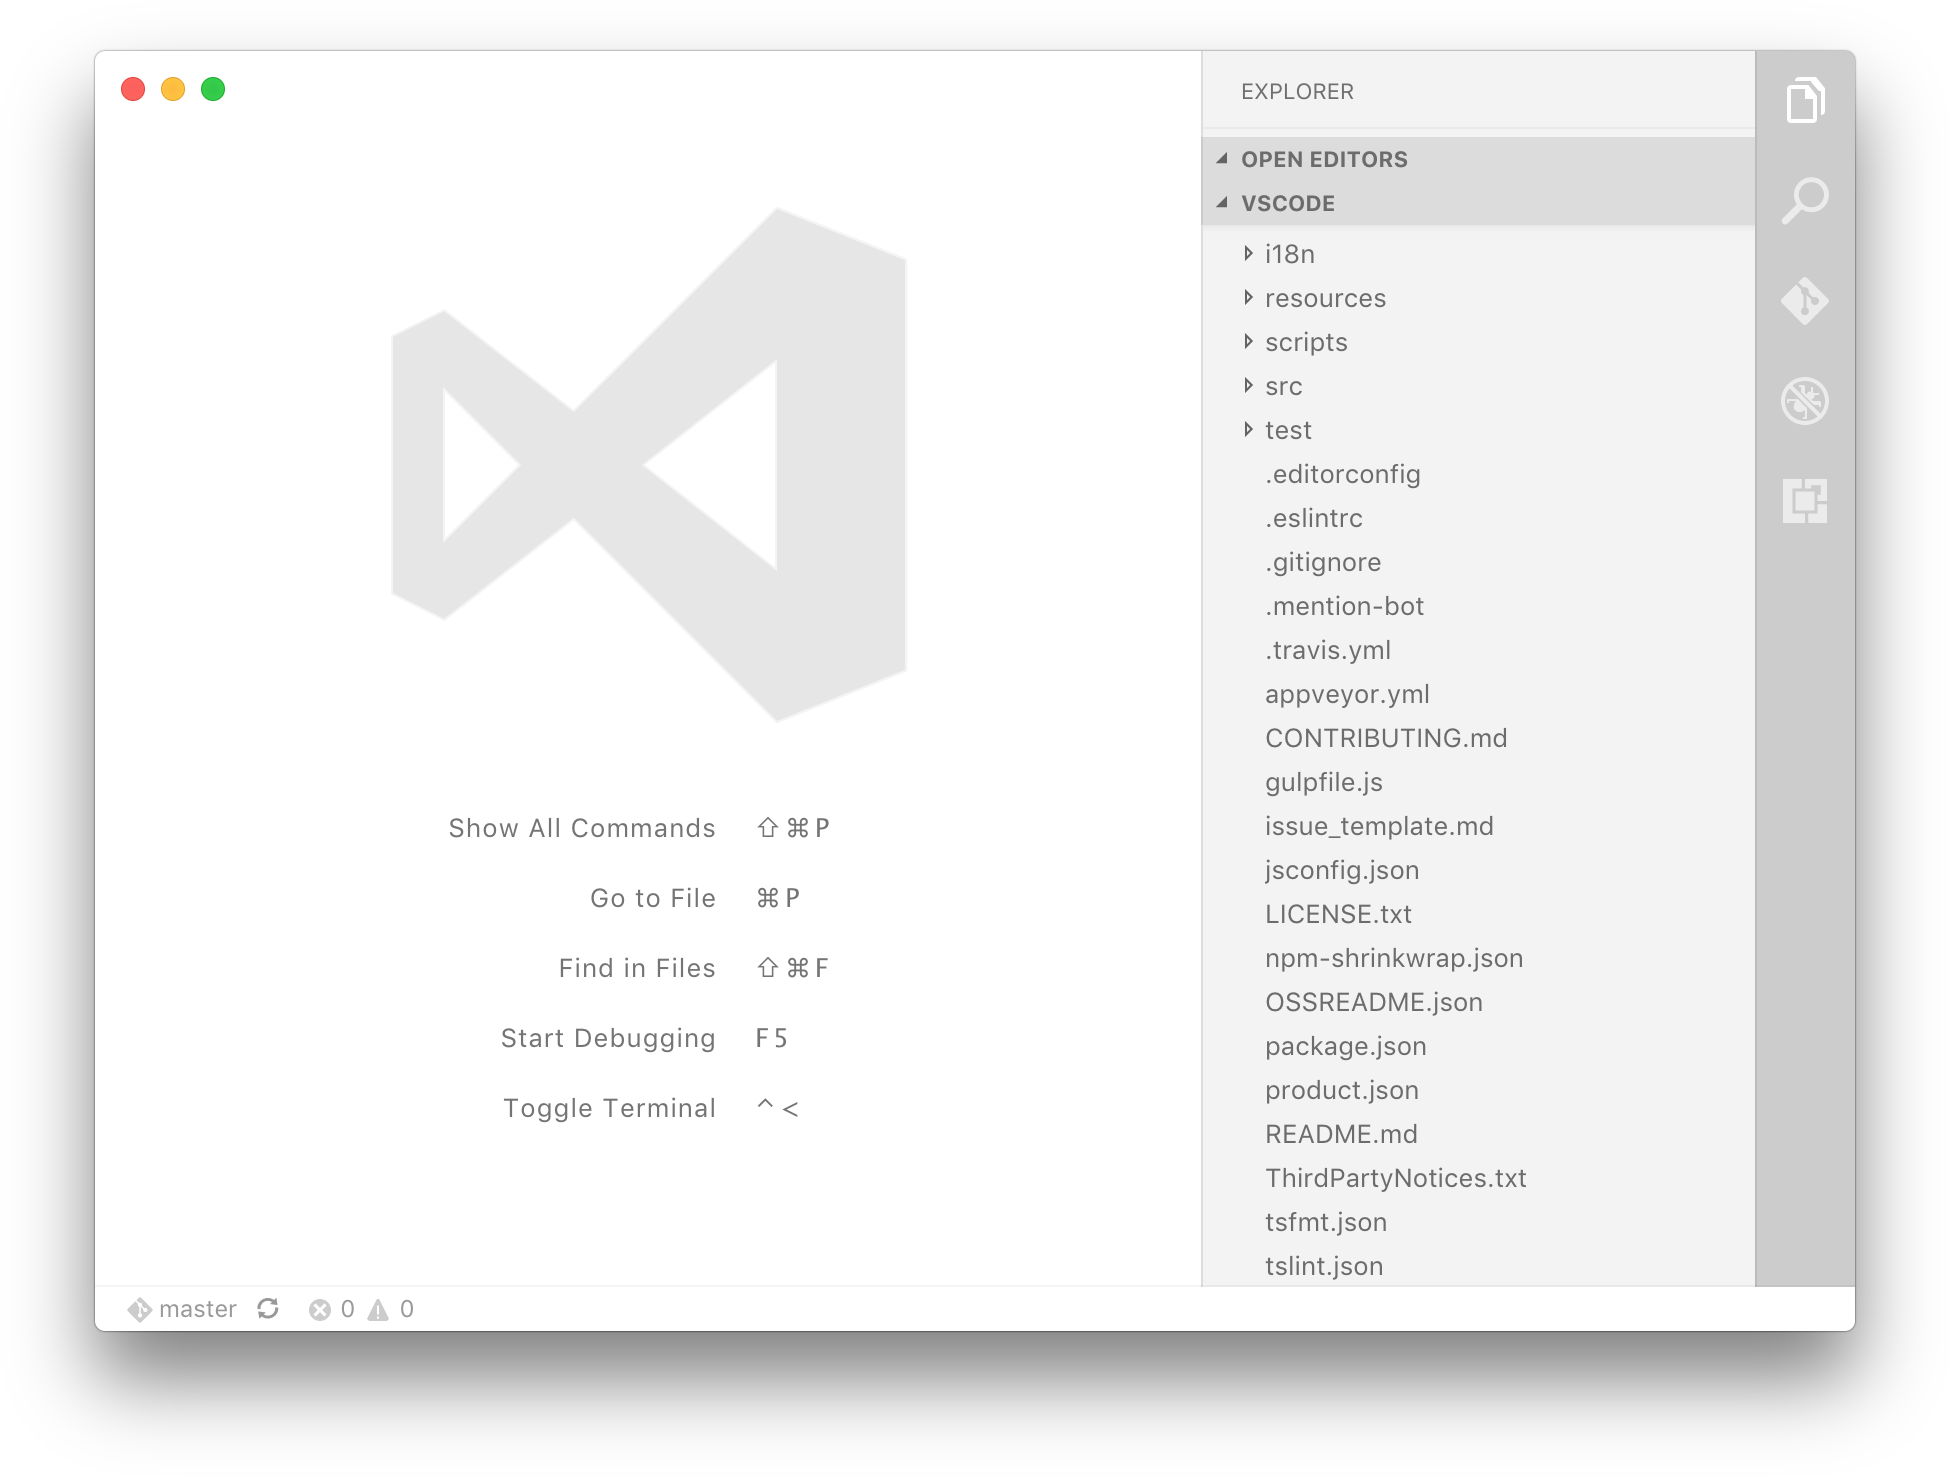 Show All Commands ⇧⌘P
Go to File ⌘P
Find in Files ⇧⌘F
Start Debugging F5
Toggle Terminal ^<
EXPLORER
OPEN EDITORS
VSCODE
i18n
resources
scripts
src
test
.editorconfig
.eslintrc
.gitignore
.mention-bot
.travis.yml
appveyor.yml
CONTRIBUTING.md
gulpfile.js
issue_template.md
jsconfig.json
LICENSE.txt
npm-shrinkwrap.json
OSSREADME.json
package.json
product.json
README.md
ThirdPartyNotices.txt
tsfmt.json
tslint.json
master 0 0